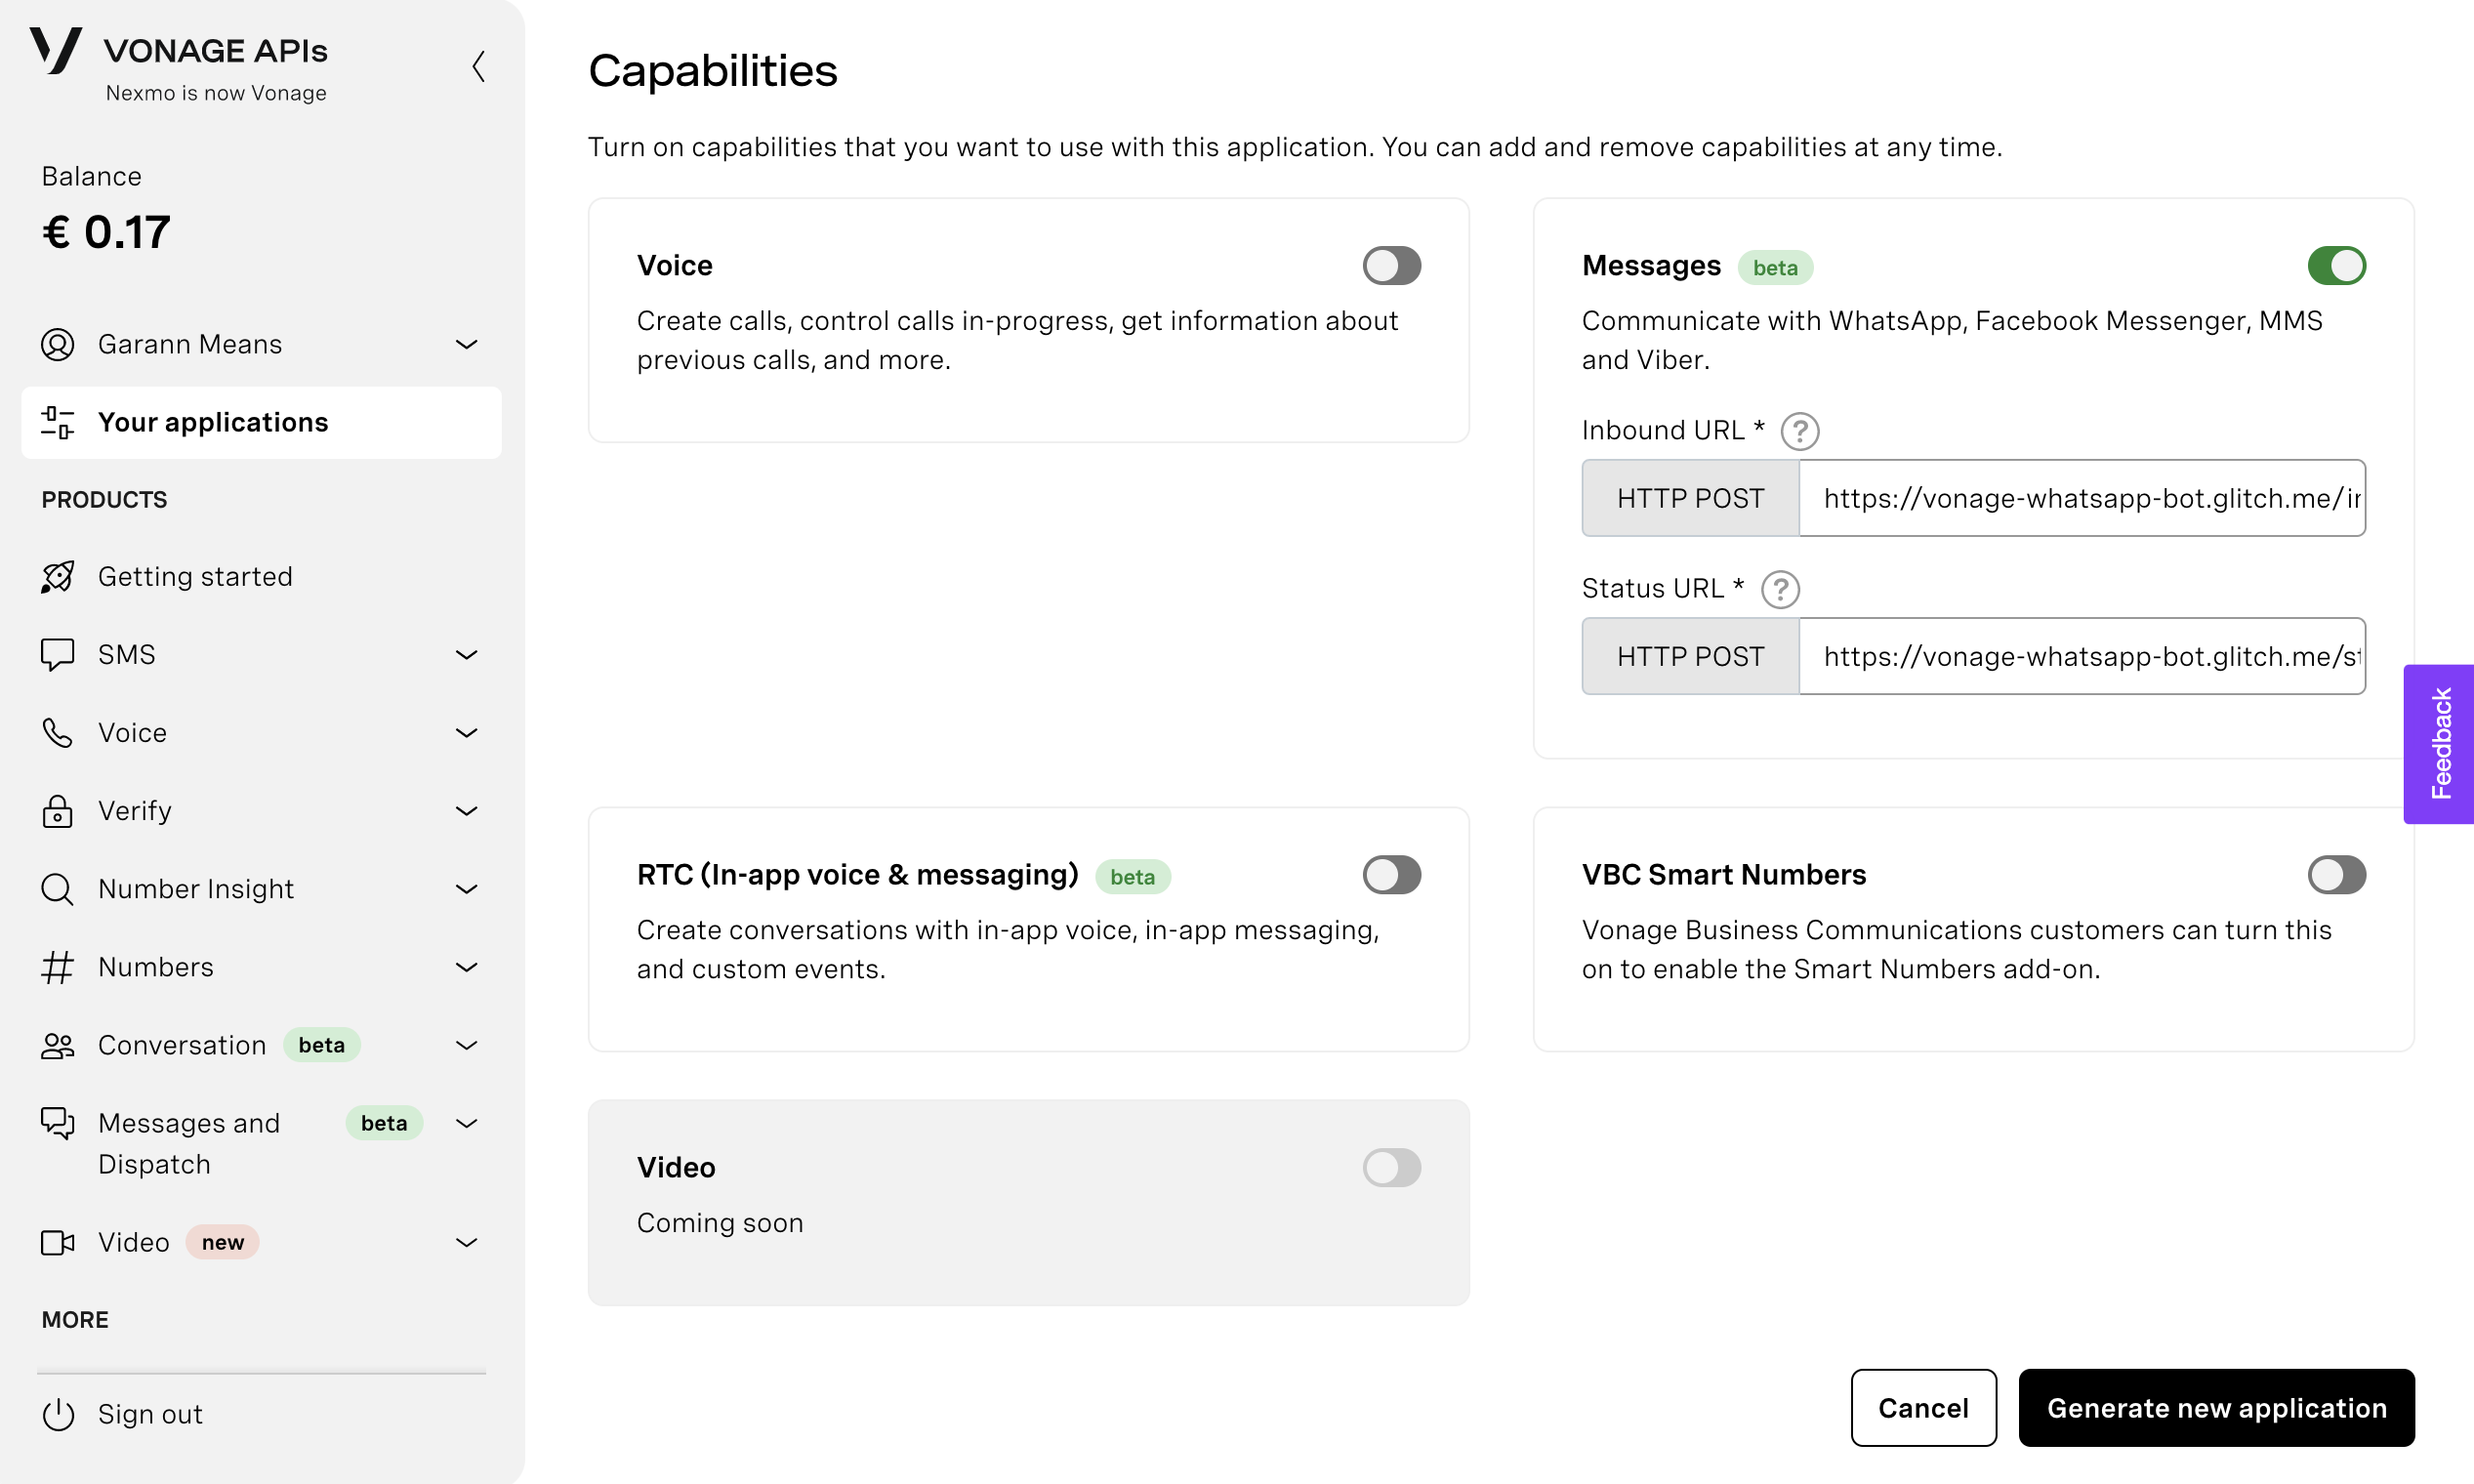 VONAGE APIs
Nexmo is now Vonage
Balance
€ 0.17
Garann Means
Your applications
PRODUCTS
Getting started
SMS
Voice
Verify
Number Insight
Numbers
Conversation beta
Messages and beta
Dispatch
Video new
MORE
Sign out
Capabilities
Turn on capabilities that you want to use with this application. You can add and remove capabilities at any time.
Voice
Create calls, control calls in-progress, get information about
previous calls, and more.
Messages beta
Communicate with WhatsApp, Facebook Messenger, MMS
and Viber.
Inbound URL * ?
HTTP POST https://vonage-whatsapp-bot.glitch.me/in
Status URL * ?
HTTP POST https://vonage-whatsapp-bot.glitch.me/st
RTC (In-app voice & messaging) beta
Create conversations with in-app voice, in-app messaging,
and custom events.
VBC Smart Numbers
Vonage Business Communications customers can turn this
on to enable the Smart Numbers add-on.
Video
Coming soon
Cancel
Generate new application
Feedback